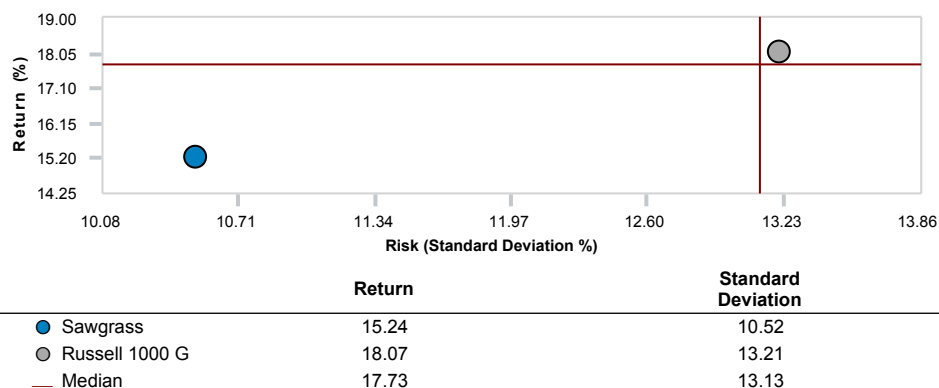 19.00
18.05
17.10
16.15
15.20
14.25
Return (%)
10.08 10.71 11.34 11.97 12.60 13.23 13.86
Risk (Standard Deviation %)
Return Standard Deviation
Sawgrass 15.24 10.52
Russell 1000 G 18.07 13.21
Median 17.73 13.13